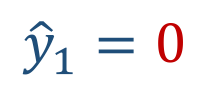 ŷ₁ = 0